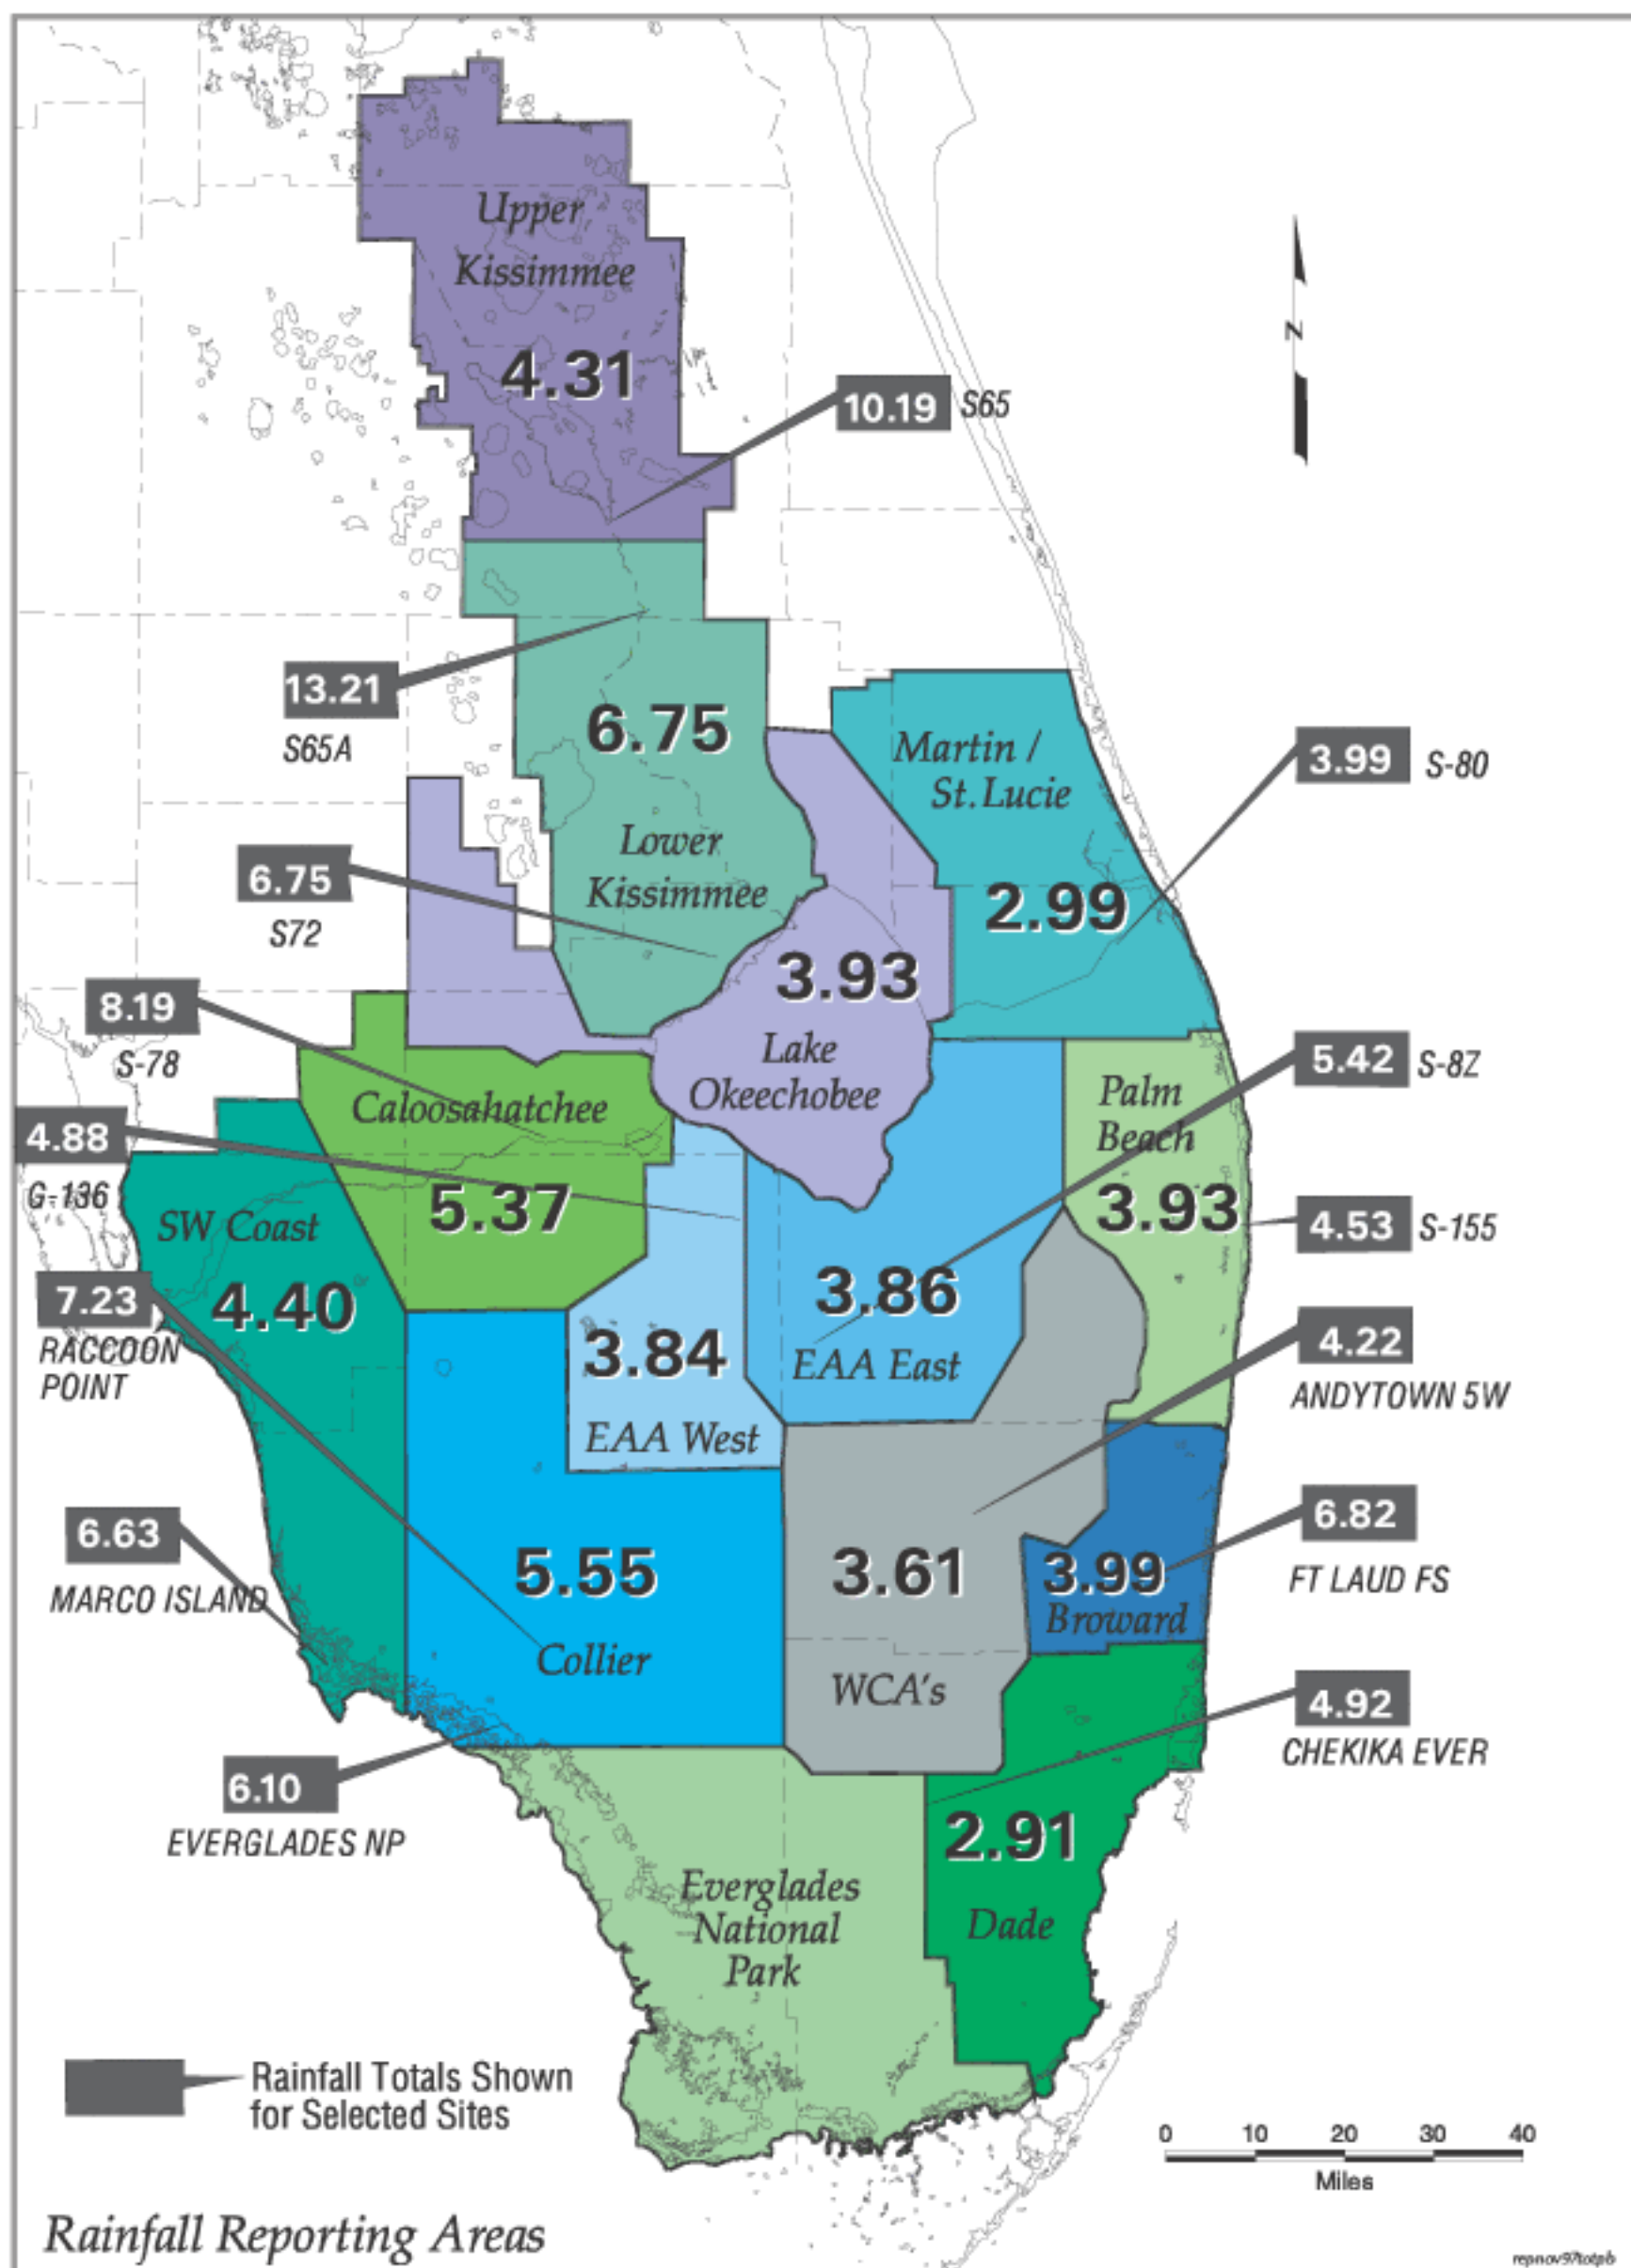 Upper
Kissimmee
4.31
N
10.19 S65
13.21
S65A
6.75
Martin /
St. Lucie
3.99 S-80
Lower
Kissimmee
6.75
S72
2.99
3.93
8.19
S-78
Lake
Okeechobee
5.42 S-8Z
Palm
Beach
Caloosahatchee
4.88
G-136
5.37
3.93
4.53 S-155
SW Coast
4.40
7.23
RACCOON
POINT
3.86
EAA East
3.84
EAA West
4.22
ANDYTOWN 5W
6.63
MARCO ISLAND
5.55
Collier
3.61
WCA's
3.99
Broward
6.82
FT LAUD FS
4.92
CHEKIKA EVER
6.10
EVERGLADES NP
2.91
Dade
Everglades
National
Park
Rainfall Totals Shown
for Selected Sites
0 10 20 30 40
Miles
Rainfall Reporting Areas